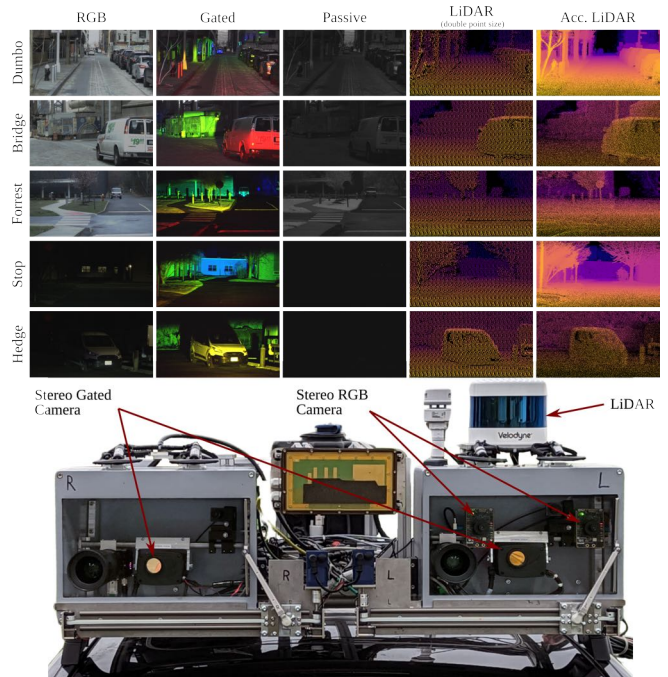 RGB Gated Passive LiDAR Acc. LiDAR
(double point size)
Dumbo
Bridge
Forrest
Stop
Hedge
Stereo Gated
Camera
Stereo RGB
Camera
LiDAR
Velodyne
R
L
R
L